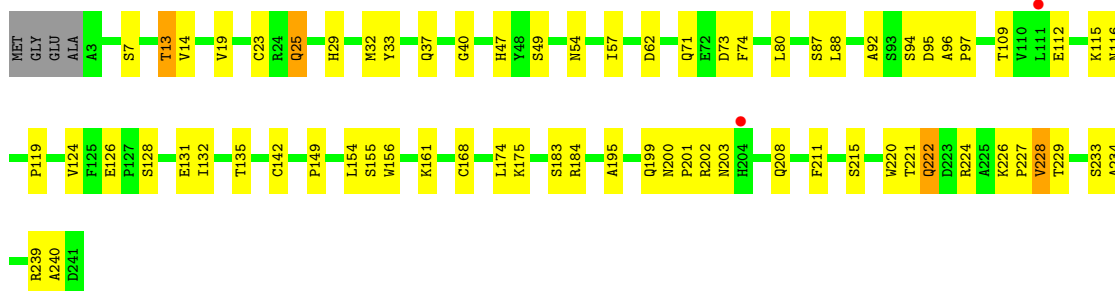 MET GLY GLU ALA A3 S7 T13 V14 V19 C23 R24 Q25 H29 M32 Y33 Q37 G40 H47 Y48 S49 N54 I57 D62 Q71 E72 D73 F74 L80 S87 L88 A92 S93 S94 D95 A96 P97 T109 V110 L111 E112 K115 N116
P119 V124 F125 E126 P127 S128 E131 I132 T135 C142 P149 L154 S155 W156 K161 C168 L174 K175 S183 R184 A195 Q199 N200 P201 R202 N203 H204 Q208 F211 S215 W220 T221 Q222 D223 R224 A225 K226 P227 V228 T229 S233 A234
R239 A240 D241